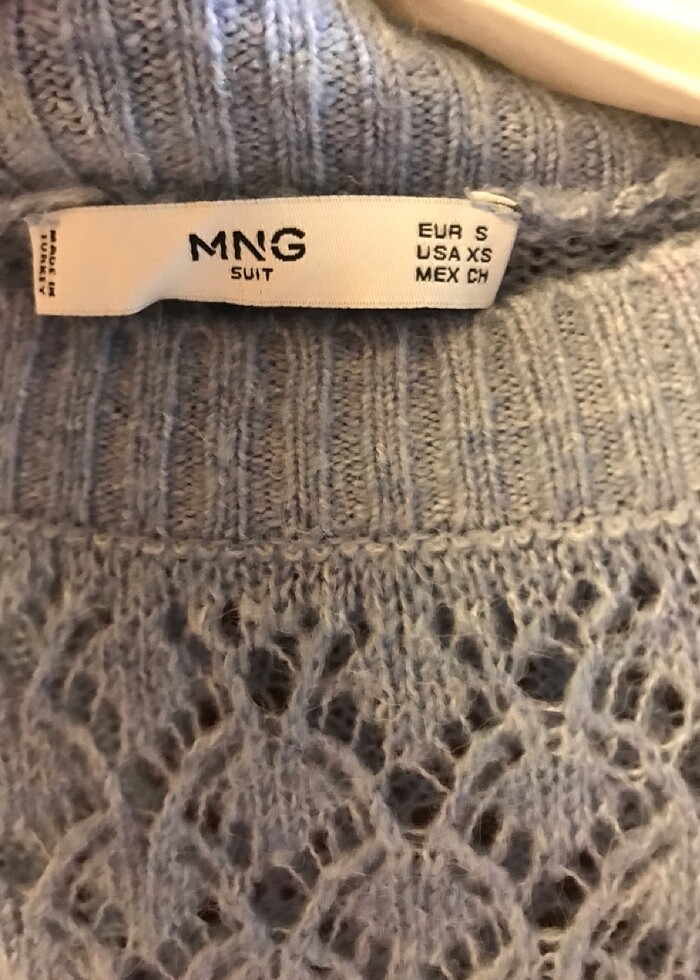 MADE IN
TURKEY
MNG
SUIT
EUR S
USA XS
MEX CH